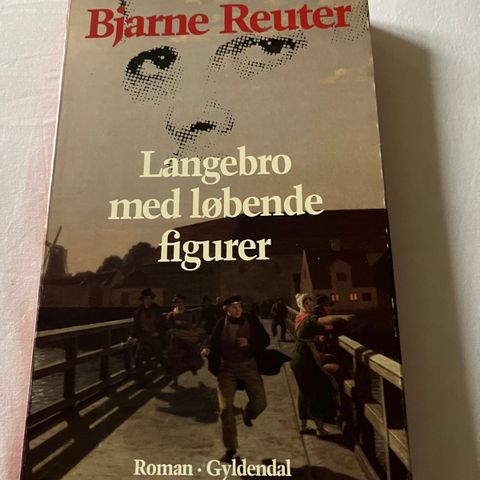 Bjarne Reuter
Langebro
med løbende
figurer
Roman · Gyldendal